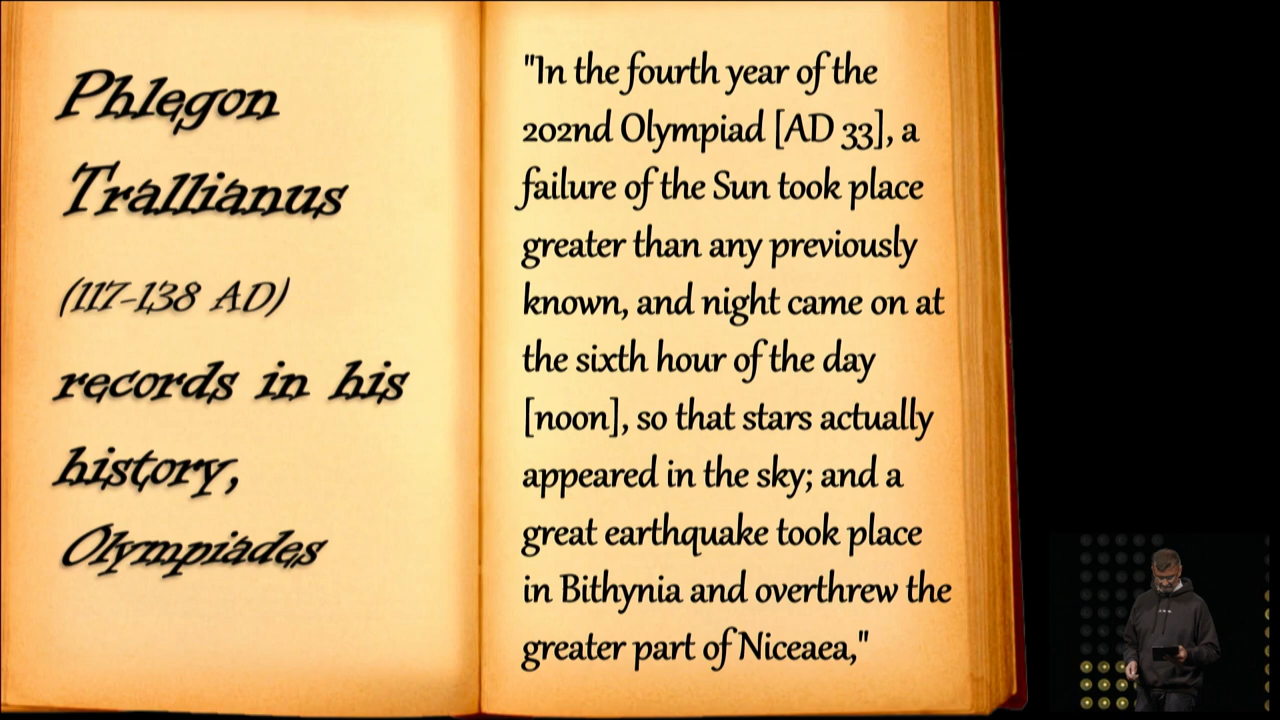 Phlegon
Trallianus
(117-138 AD)
records in his
history,
Olympiades
"In the fourth year of the
202nd Olympiad [AD 33], a
failure of the Sun took place
greater than any previously
known, and night came on at
the sixth hour of the day
[noon], so that stars actually
appeared in the sky; and a
great earthquake took place
in Bithynia and overthrew the
greater part of Niceaea,"